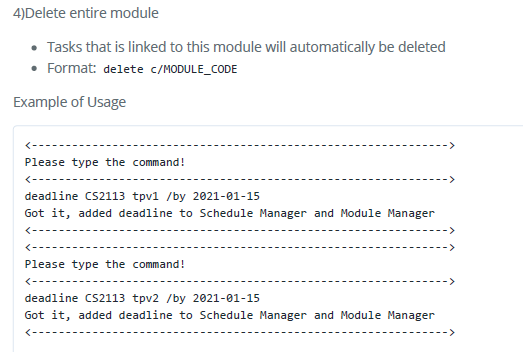 4)Delete entire module
Tasks that is linked to this module will automatically be deleted
Format: delete c/MODULE_CODE
Example of Usage
<-------------------------------------------------------------->
Please type the command!
<-------------------------------------------------------------->
deadline CS2113 tpv1 /by 2021-01-15
Got it, added deadline to Schedule Manager and Module Manager
<-------------------------------------------------------------->
<-------------------------------------------------------------->
Please type the command!
<-------------------------------------------------------------->
deadline CS2113 tpv2 /by 2021-01-15
Got it, added deadline to Schedule Manager and Module Manager
<-------------------------------------------------------------->